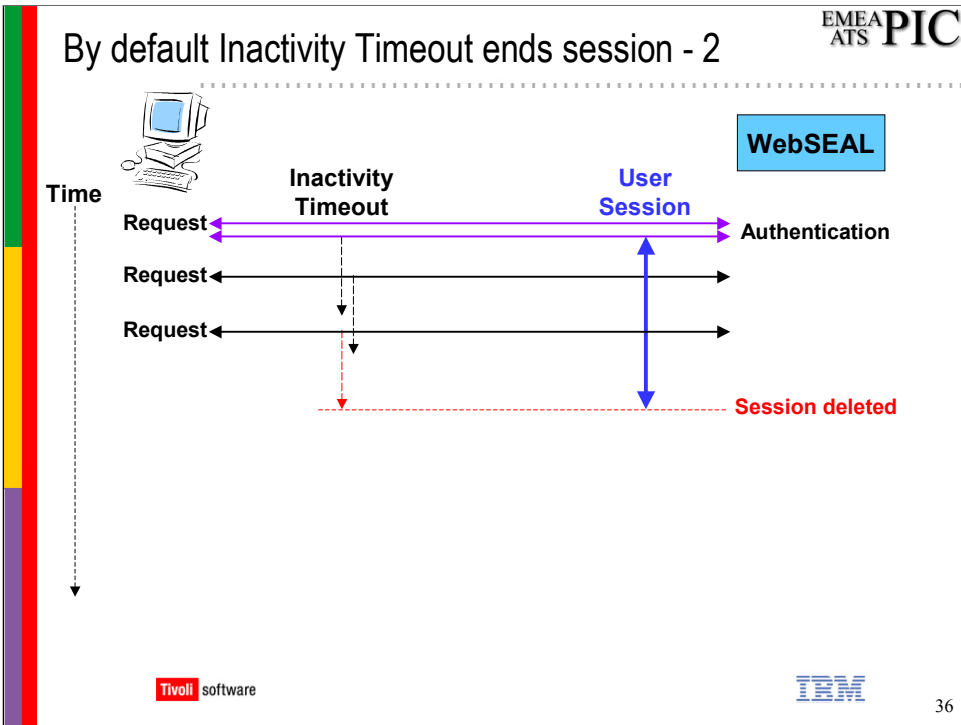 By default Inactivity Timeout ends session - 2
EMEA
ATS PIC
WebSEAL
Time
Inactivity
Timeout
User
Session
Request
Authentication
Request
Request
Session deleted
Tivoli software
IBM
36